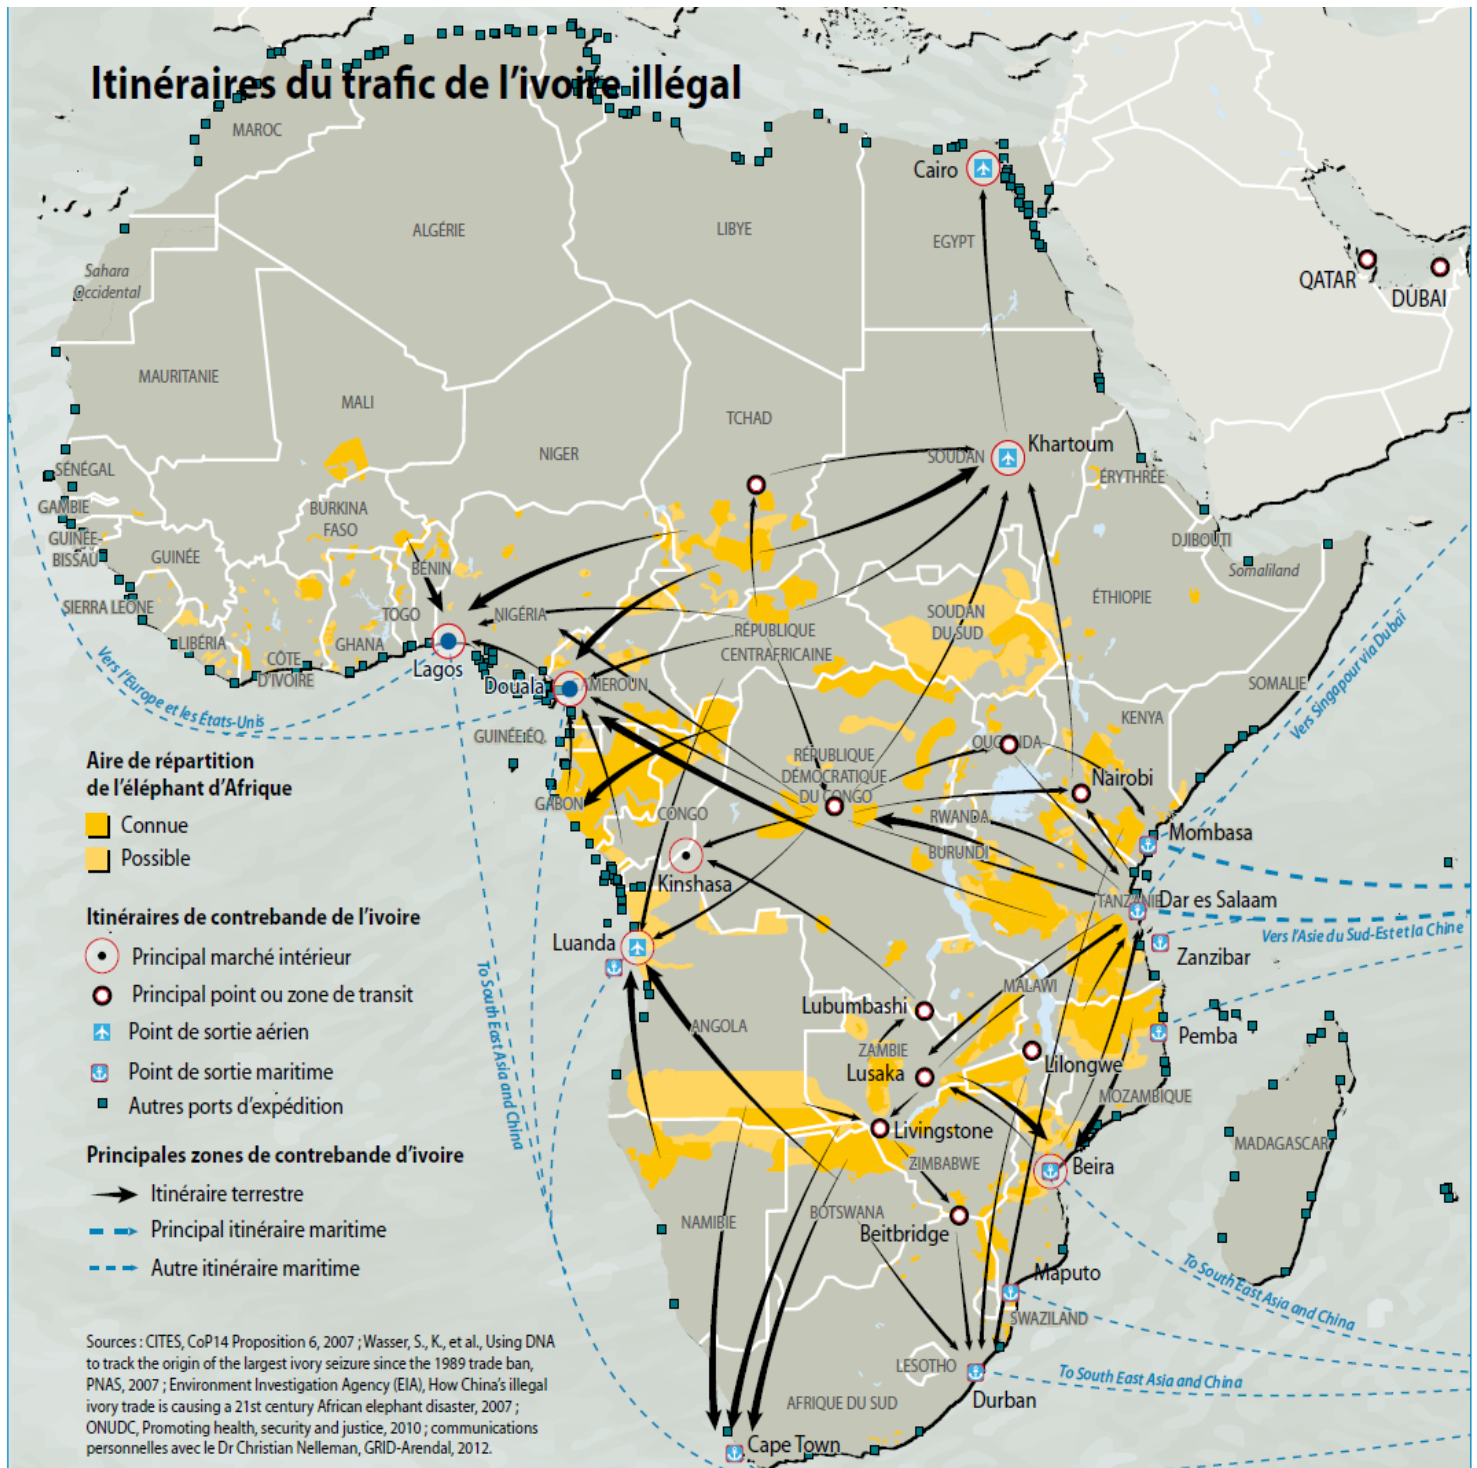 Itinéraires du trafic de l'ivoire illégal
MAROC
Cairo
ALGÉRIE
LIBYE
EGYPT
Sahara
Occidental
QATAR
DUBAI
MAURITANIE
MALI
NIGER
TCHAD
SOUDAN
Khartoum
ÉRYTHRÉE
SÉNÉGAL
GAMBIE
GUINÉE-
BISSAU
GUINÉE
BURKINA
FASO
BÉNIN
DJIBOUTI
Somaliland
SIERRA LEONE
LIBÉRIA
CÔTE
D'IVOIRE
GHANA
TOGO
NIGÉRIA
Lagos
Douala
CAMEROUN
RÉPUBLIQUE
CENTRAFRICAINE
SOUDAN
DU SUD
ÉTHIOPIE
SOMALIE
Vers l'Europe et les États-Unis
Vers Singapour via Dubaï
GUINÉE ÉQ.
GABON
CONGO
RÉPUBLIQUE
DÉMOCRATIQUE
DU CONGO
OUGANDA
KENYA
Nairobi
RWANDA
BURUNDI
Mombasa
Kinshasa
TANZANIE
Dar es Salaam
Vers l'Asie du Sud-Est et la Chine
Zanzibar
Luanda
Lubumbashi
MALAWI
Pemba
ANGOLA
ZAMBIE
Lusaka
Lilongwe
MOZAMBIQUE
Livingstone
ZIMBABWE
Beira
MADAGASCAR
NAMIBIE
BOTSWANA
Beitbridge
Maputo
SWAZILAND
LESOTHO
Durban
AFRIQUE DU SUD
Cape Town
To South East Asia and China
To South East Asia and China
To South East Asia and China
Aire de répartition
de l'éléphant d'Afrique
Connue
Possible
Itinéraires de contrebande de l'ivoire
Principal marché intérieur
Principal point ou zone de transit
Point de sortie aérien
Point de sortie maritime
Autres ports d'expédition
Principales zones de contrebande d'ivoire
Itinéraire terrestre
Principal itinéraire maritime
Autre itinéraire maritime
Sources : CITES, CoP14 Proposition 6, 2007 ; Wasser, S., K., et al., Using DNA
to track the origin of the largest ivory seizure since the 1989 trade ban,
PNAS, 2007 ; Environment Investigation Agency (EIA), How China's illegal
ivory trade is causing a 21st century African elephant disaster, 2007 ;
ONUDC, Promoting health, security and justice, 2010 ; communications
personnelles avec le Dr Christian Nelleman, GRID-Arendal, 2012.